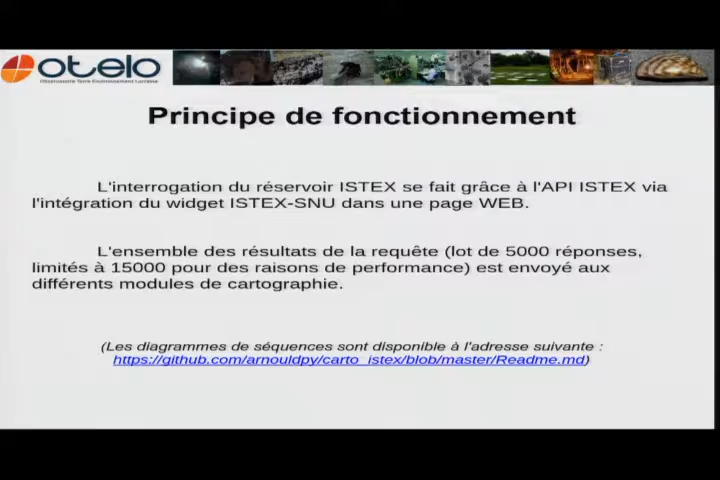 otelo
Observatoire Terre Environnement Lorraine
Principe de fonctionnement
L'interrogation du réservoir ISTEX se fait grâce à l'API ISTEX via
l'intégration du widget ISTEX-SNU dans une page WEB.
L'ensemble des résultats de la requête (lot de 5000 réponses,
limités à 15000 pour des raisons de performance) est envoyé aux
différents modules de cartographie.
(Les diagrammes de séquences sont disponible à l'adresse suivante :
https://github.com/arnouldpy/carto_istex/blob/master/Readme.md)